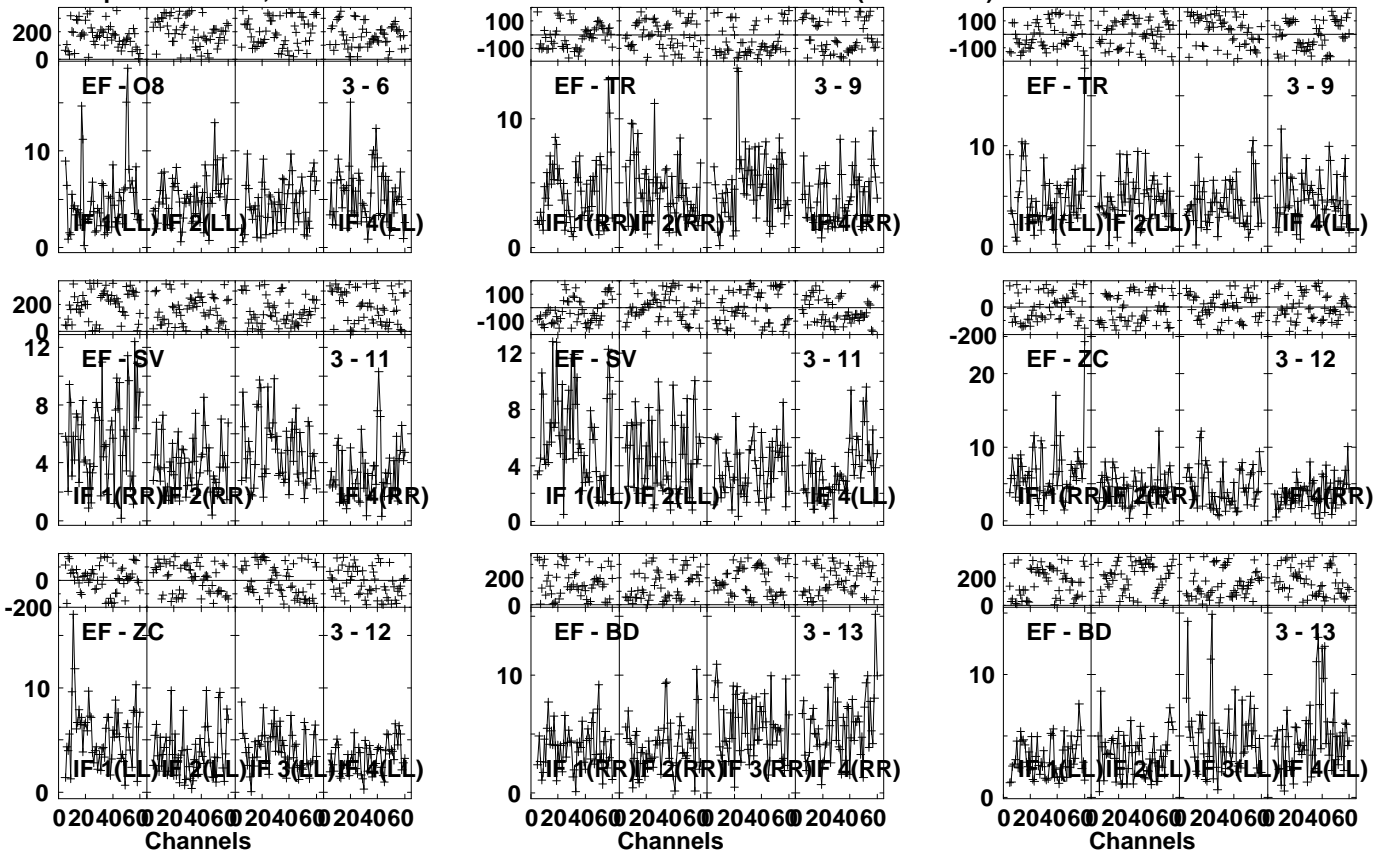 200
0
EF - O8 3 - 6
10
0
IF 1(LL) IF 2(LL) IF 4(LL)
100
-100
EF - TR 3 - 9
10
0
IF 1(RR) IF 2(RR) IF 4(RR)
100
-100
EF - TR 3 - 9
10
0
IF 1(LL) IF 2(LL) IF 4(LL)
200
0
EF - SV 3 - 11
12
8
4
0
IF 1(RR) IF 2(RR) IF 4(RR)
100
-100
EF - SV 3 - 11
12
8
4
0
IF 1(LL) IF 2(LL) IF 4(LL)
0
-200
EF - ZC 3 - 12
20
10
0
IF 1(RR) IF 2(RR) IF 4(RR)
0
-200
EF - ZC 3 - 12
10
0
IF 1(LL) IF 2(LL) IF 3(LL) IF 4(LL)
0 20 40 60 0 20 40 60 0 20 40 60 0 20 40 60
Channels
200
0
EF - BD 3 - 13
10
0
IF 1(RR) IF 2(RR) IF 3(RR) IF 4(RR)
0 20 40 60 0 20 40 60 0 20 40 60 0 20 40 60
Channels
200
0
EF - BD 3 - 13
10
0
IF 1(LL) IF 2(LL) IF 3(LL) IF 4(LL)
0 20 40 60 0 20 40 60 0 20 40 60 0 20 40 60
Channels